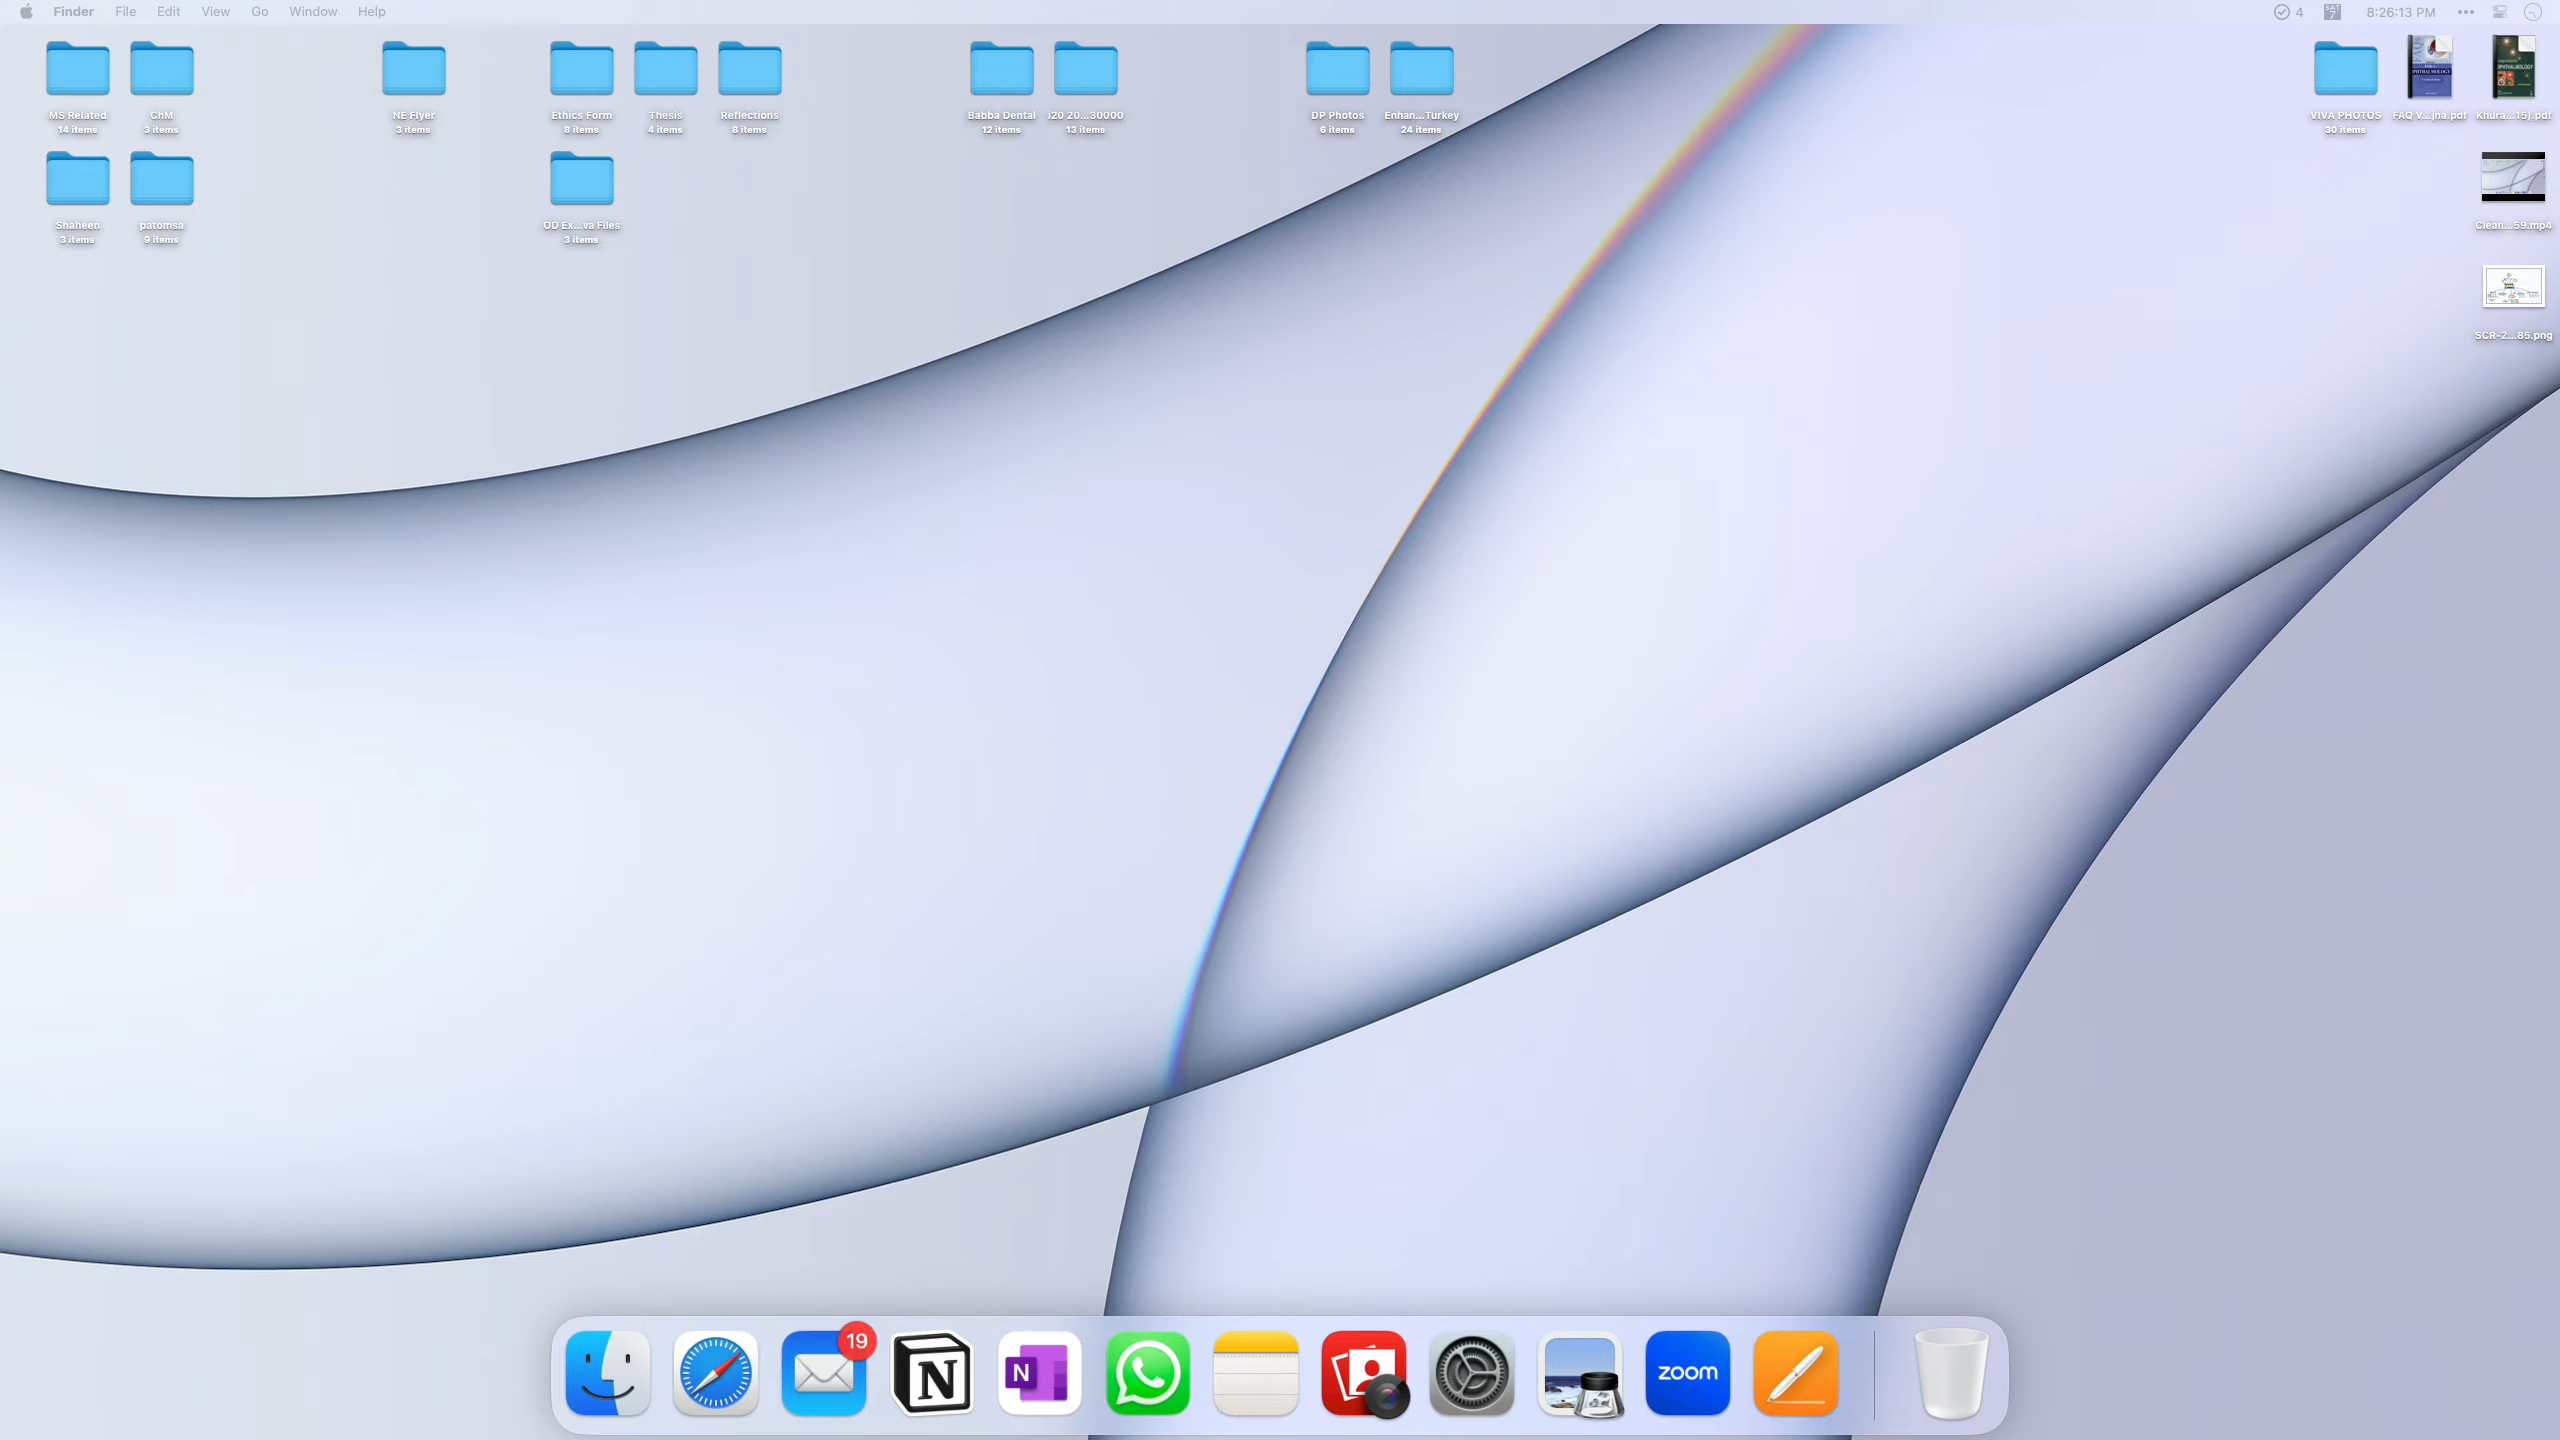 Finder File Edit View Go Window Help
4 SAT 7 8:26:13 PM
MS Related
14 items
ChM
3 items
NE Flyer
3 items
Ethics Form
8 items
Thesis
4 items
Reflections
8 items
Babba Dental
12 items
i20 20...30000
13 items
DP Photos
6 items
Enhan...Turkey
24 items
VIVA PHOTOS
30 items
FAQ V...jna.pdf
Khura...15].pdf
Shaheen
3 items
patomsa
9 items
OD Ex...va Files
3 items
Clean...59.mp4
SCR-2...85.png
19
N
N
zoom